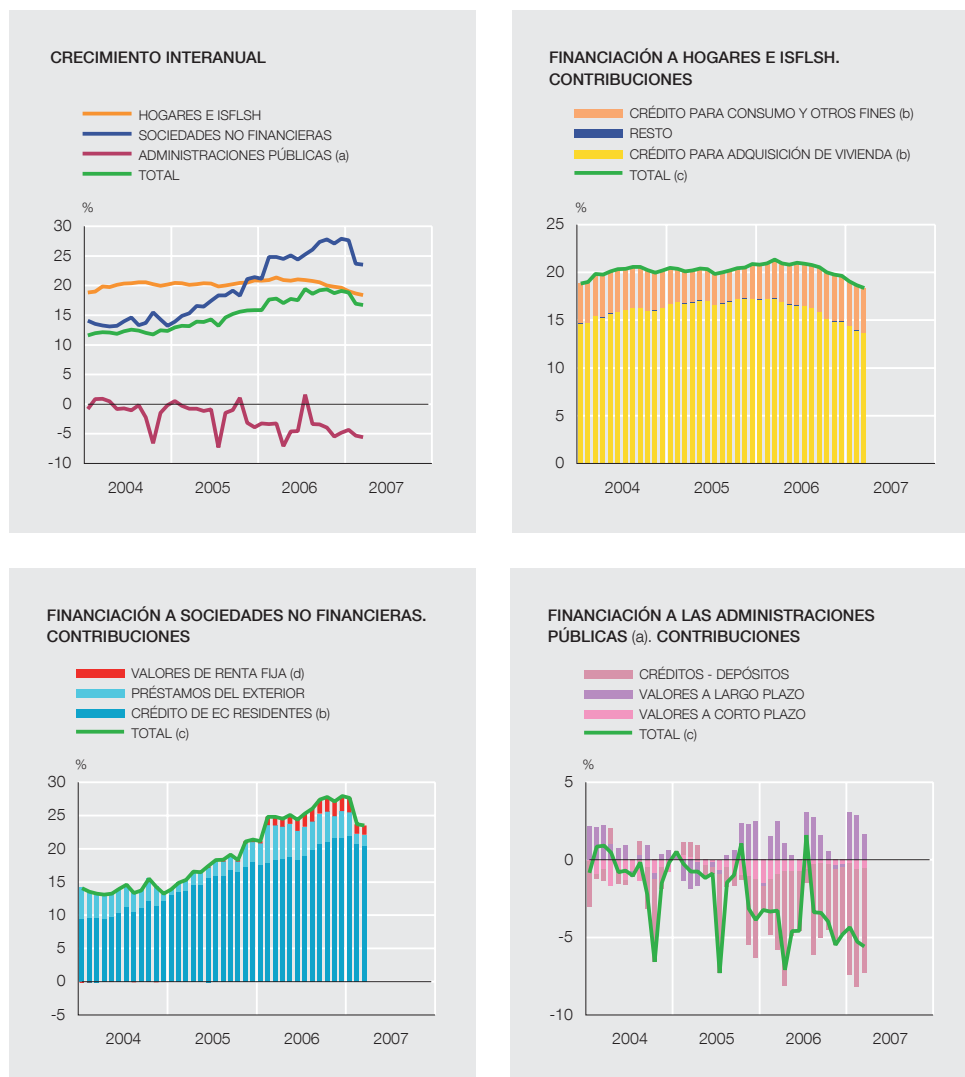 CRECIMIENTO INTERANUAL
HOGARES E ISFLSH
SOCIEDADES NO FINANCIERAS
ADMINISTRACIONES PÚBLICAS (a)
TOTAL
%
30
25
20
15
10
5
0
-5
-10
2004 2005 2006 2007
FINANCIACIÓN A HOGARES E ISFLSH.
CONTRIBUCIONES
CRÉDITO PARA CONSUMO Y OTROS FINES (b)
RESTO
CRÉDITO PARA ADQUISICIÓN DE VIVIENDA (b)
TOTAL (c)
%
25
20
15
10
5
0
2004 2005 2006 2007
FINANCIACIÓN A SOCIEDADES NO FINANCIERAS.
CONTRIBUCIONES
VALORES DE RENTA FIJA (d)
PRÉSTAMOS DEL EXTERIOR
CRÉDITO DE EC RESIDENTES (b)
TOTAL (c)
%
30
25
20
15
10
5
0
-5
2004 2005 2006 2007
FINANCIACIÓN A LAS ADMINISTRACIONES
PÚBLICAS (a). CONTRIBUCIONES
CRÉDITOS - DEPÓSITOS
VALORES A LARGO PLAZO
VALORES A CORTO PLAZO
TOTAL (c)
%
5
0
-5
-10
2004 2005 2006 2007